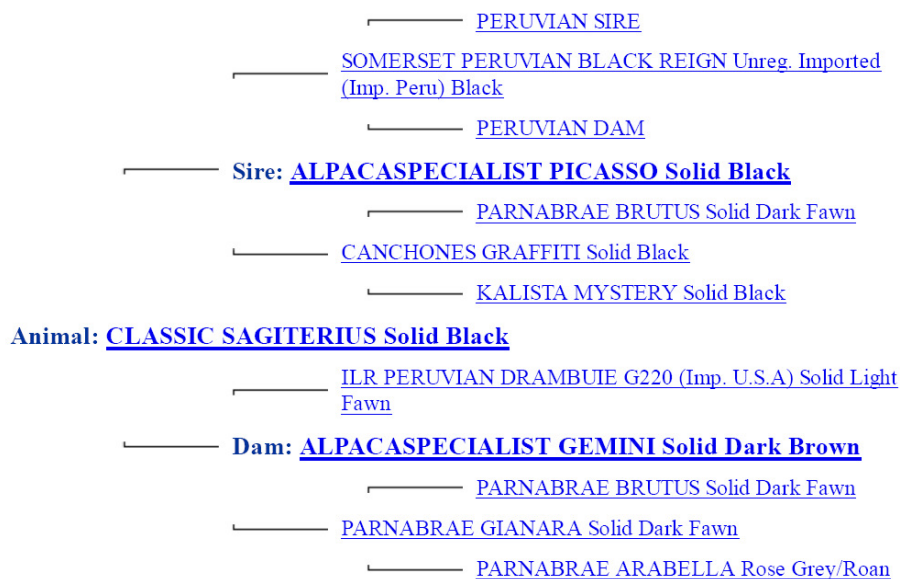 PERUVIAN SIRE
SOMERSET PERUVIAN BLACK REIGN Unreg. Imported
(Imp. Peru) Black
PERUVIAN DAM
Sire: ALPACASPECIALIST PICASSO Solid Black
PARNABRAE BRUTUS Solid Dark Fawn
CANCHONES GRAFFITI Solid Black
KALISTA MYSTERY Solid Black
Animal: CLASSIC SAGITERIUS Solid Black
ILR PERUVIAN DRAMBUIE G220 (Imp. U.S.A) Solid Light
Fawn
Dam: ALPACASPECIALIST GEMINI Solid Dark Brown
PARNABRAE BRUTUS Solid Dark Fawn
PARNABRAE GIANARA Solid Dark Fawn
PARNABRAE ARABELLA Rose Grey/Roan